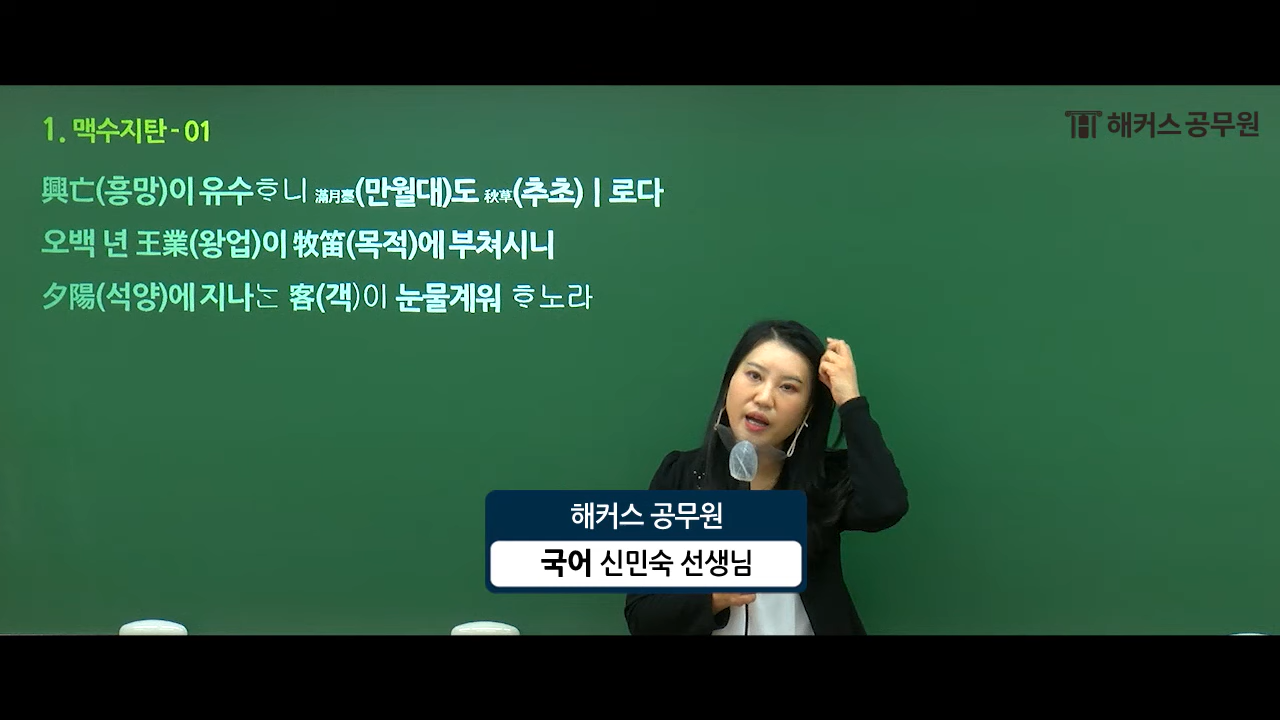 1. 맥수지탄 - 01
해커스 공무원
興亡(흥망)이 유수ᄒᆞ니 滿月臺(만월대)도 秋草(추초)ㅣ로다
오백 년 王業(왕업)이 牧笛(목적)에 부쳐시니
夕陽(석양)에 지나ᄂᆞᆫ 客(객)이 눈물계워 ᄒᆞ노라
해커스 공무원
국어 신민숙 선생님